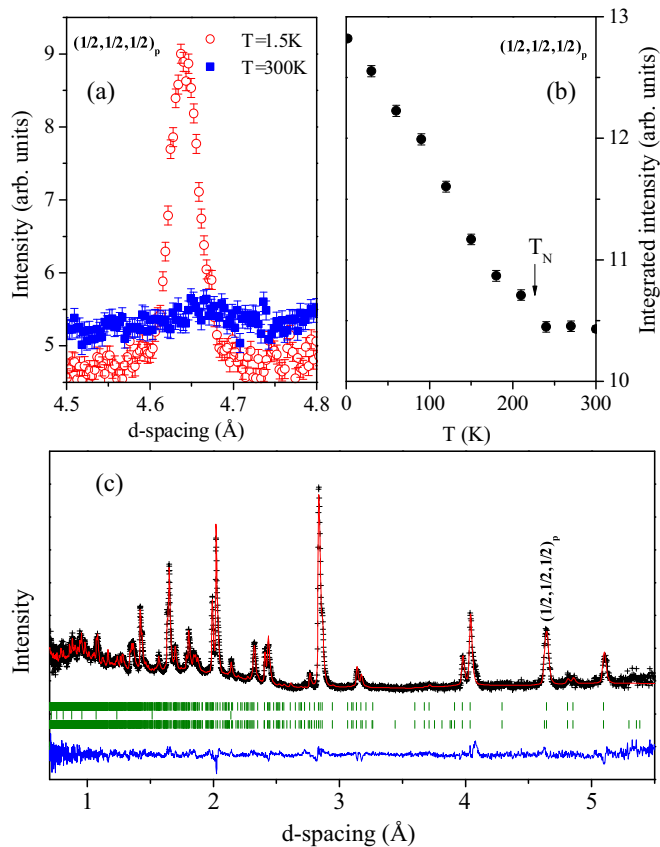 (1/2,1/2,1/2)p
T=1.5K
T=300K
(a)
9
8
7
6
5
Intensity (arb. units)
4.5
4.6
4.7
4.8
d-spacing (Å)
(1/2,1/2,1/2)p
(b)
TN
13
12
11
10
Integrated intensity (arb. units)
0
100
200
300
T (K)
(c)
(1/2,1/2,1/2)p
Intensity
1
2
3
4
5
d-spacing (Å)